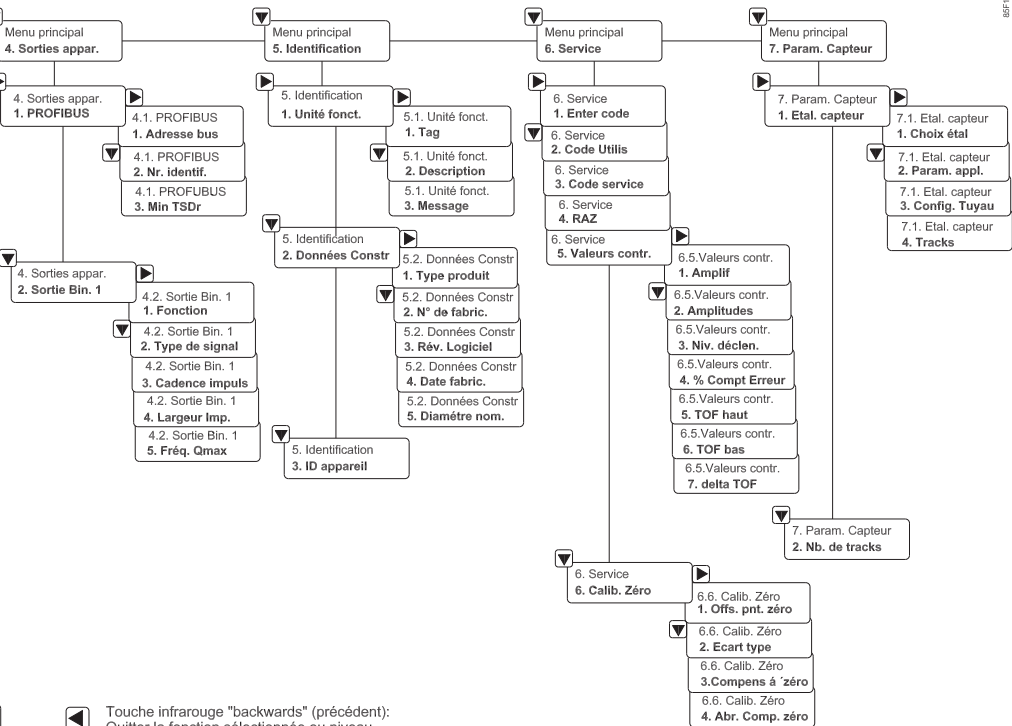 85F1
Menu principal
4. Sorties appar.
4. Sorties appar.
1. PROFIBUS
4.1. PROFIBUS
1. Adresse bus
4.1. PROFIBUS
2. Nr. identif.
4.1. PROFUBUS
3. Min TSDr
4. Sorties appar.
2. Sortie Bin. 1
4.2. Sortie Bin. 1
1. Fonction
4.2. Sortie Bin. 1
2. Type de signal
4.2. Sortie Bin. 1
3. Cadence impuls
4.2. Sortie Bin. 1
4. Largeur Imp.
4.2. Sortie Bin. 1
5. Fréq. Qmax
Menu principal
5. Identification
5. Identification
1. Unité fonct.
5.1. Unité fonct.
1. Tag
5.1. Unité fonct.
2. Description
5.1. Unité fonct.
3. Message
5. Identification
2. Données Constr
5.2. Données Constr
1. Type produit
5.2. Données Constr
2. N° de fabric.
5.2. Données Constr
3. Rév. Logiciel
5.2. Données Constr
4. Date fabric.
5.2. Données Constr
5. Diamétre nom.
5. Identification
3. ID appareil
Menu principal
6. Service
6. Service
1. Enter code
6. Service
2. Code Utilis
6. Service
3. Code service
6. Service
4. RAZ
6. Service
5. Valeurs contr.
6.5.Valeurs contr.
1. Amplif
6.5.Valeurs contr.
2. Amplitudes
6.5.Valeurs contr.
3. Niv. déclen.
6.5.Valeurs contr.
4. % Compt Erreur
6.5.Valeurs contr.
5. TOF haut
6.5.Valeurs contr.
6. TOF bas
6.5.Valeurs contr.
7. delta TOF
6. Service
6. Calib. Zéro
6.6. Calib. Zéro
1. Offs. pnt. zéro
6.6. Calib. Zéro
2. Ecart type
6.6. Calib. Zéro
3.Compens á ´zéro
6.6. Calib. Zéro
4. Abr. Comp. zéro
Menu principal
7. Param. Capteur
7. Param. Capteur
1. Etal. capteur
7.1. Etal. capteur
1. Choix étal
7.1. Etal. capteur
2. Param. appl.
7.1. Etal. capteur
3. Config. Tuyau
7.1. Etal. capteur
4. Tracks
7. Param. Capteur
2. Nb. de tracks
Touche infrarouge "backwards" (précédent):
Quitter la fonction sélectionnée au niveau